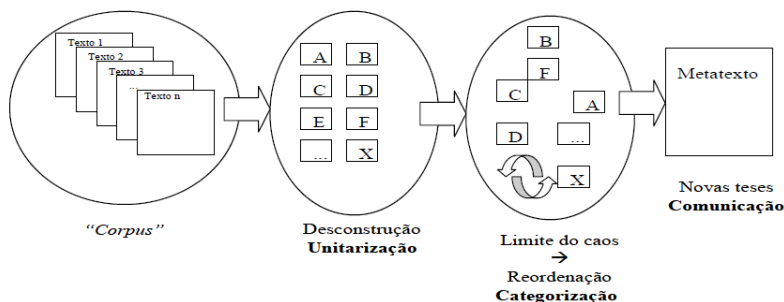 Texto 1
Texto 2
Texto 3
...
Texto n
“Corpus”
A B
C D
E F
... X
Desconstrução
Unitarização
B
F
C
A
D ...
X
Limite do caos
→
Reordenação
Categorização
Metatexto
Novas teses
Comunicação